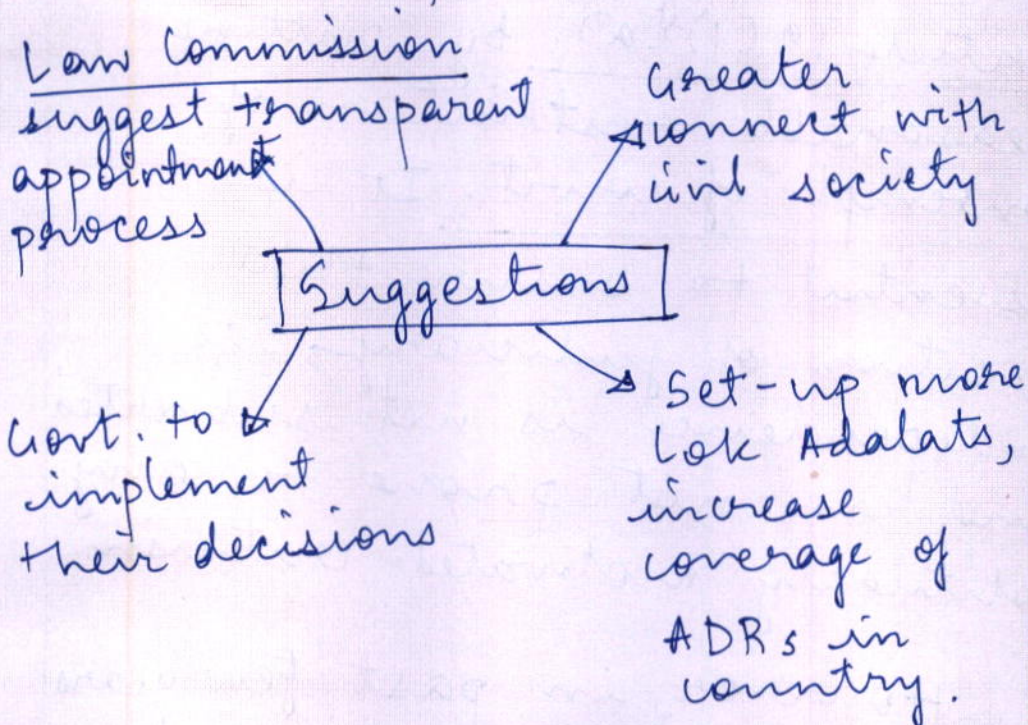 Law Commission
suggest transparent
appointment
process
Greater
connect with
civil society
Suggestions
Govt. to
implement
their decisions
Set-up more
Lok Adalats,
increase
coverage of
ADRs in
country.